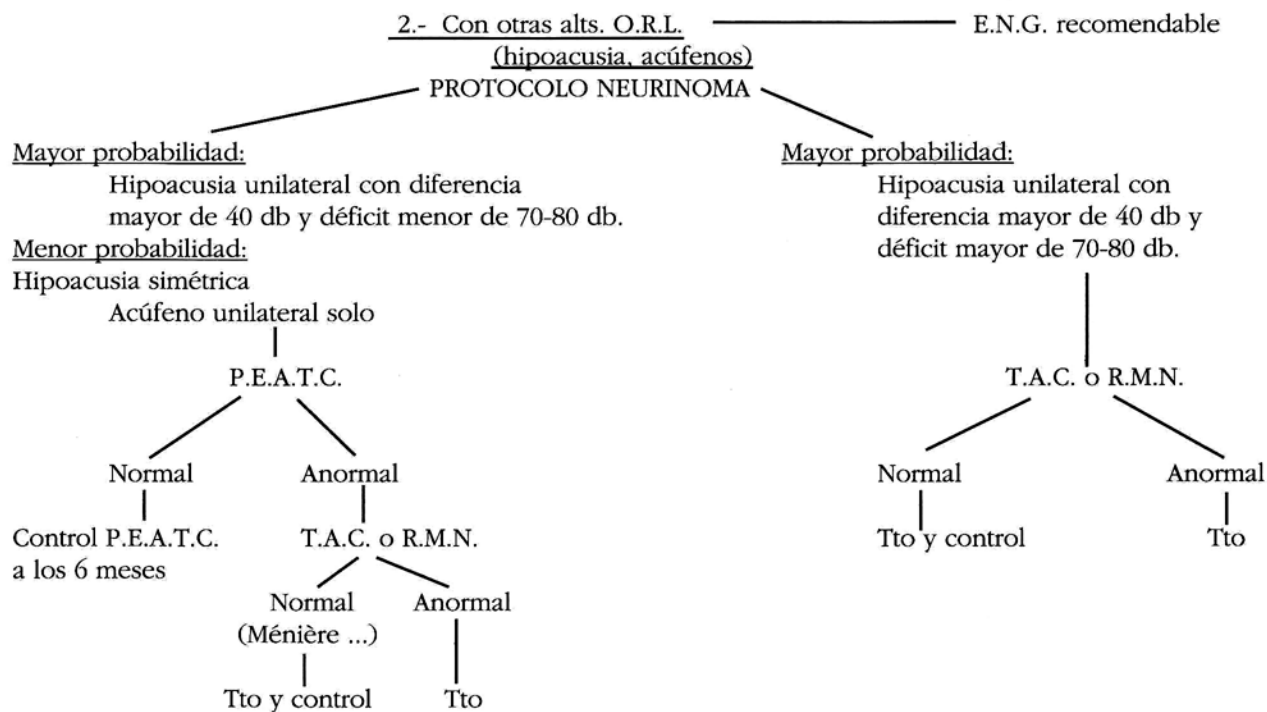 2.- Con otras alts. O.R.L.
E.N.G. recomendable
(hipoacusia, acúfenos)
PROTOCOLO NEURINOMA
Mayor probabilidad:
Hipoacusia unilateral con diferencia
mayor de 40 db y déficit menor de 70-80 db.
Menor probabilidad:
Hipoacusia simétrica
Acúfeno unilateral solo
P.E.A.T.C.
Normal
Anormal
Control P.E.A.T.C.
a los 6 meses
T.A.C. o R.M.N.
Normal
(Ménière ...)
Anormal
Tto y control
Tto
Mayor probabilidad:
Hipoacusia unilateral con
diferencia mayor de 40 db y
déficit mayor de 70-80 db.
T.A.C. o R.M.N.
Normal
Anormal
Tto y control
Tto